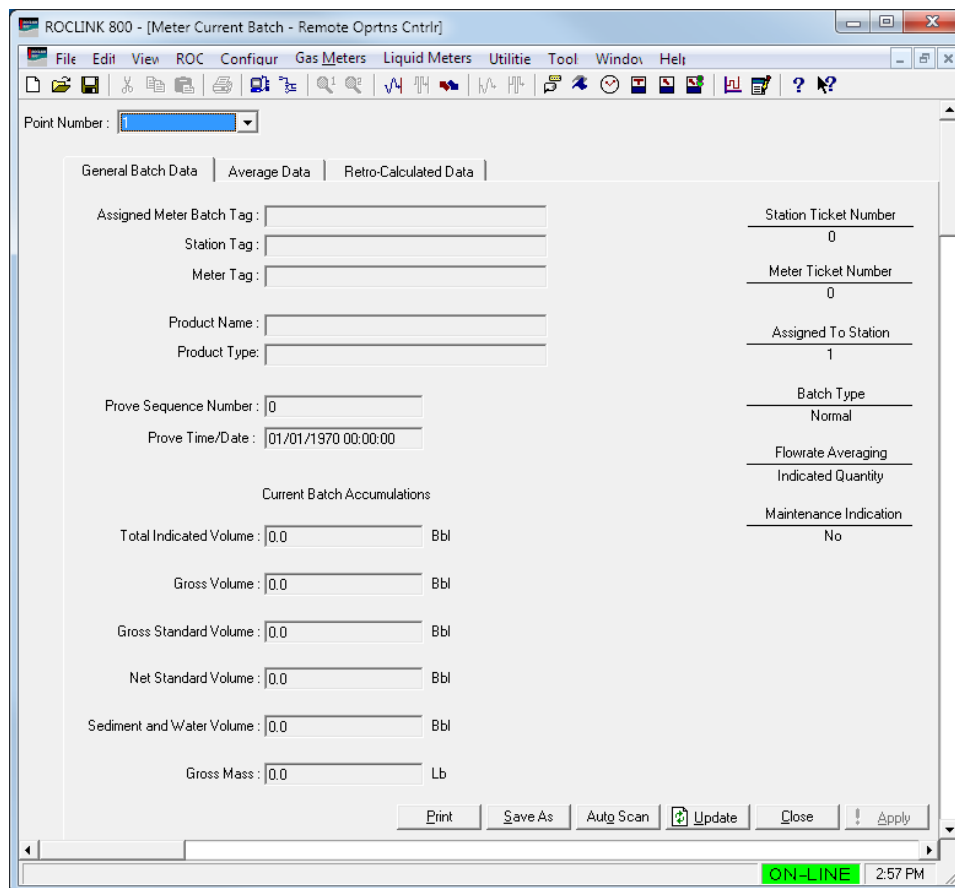 ROCLINK 800 - [Meter Current Batch - Remote Oprtns Cntrlr]
File Edit View ROC Configur Gas Meters Liquid Meters Utilitie Tool Window Help
Point Number : 1
General Batch Data Average Data Retro-Calculated Data
Assigned Meter Batch Tag :
Station Tag :
Meter Tag :
Product Name :
Product Type:
Prove Sequence Number : 0
Prove Time/Date : 01/01/1970 00:00:00
Current Batch Accumulations
Total Indicated Volume : 0.0 Bbl
Gross Volume : 0.0 Bbl
Gross Standard Volume : 0.0 Bbl
Net Standard Volume : 0.0 Bbl
Sediment and Water Volume : 0.0 Bbl
Gross Mass : 0.0 Lb
Station Ticket Number
0
Meter Ticket Number
0
Assigned To Station
1
Batch Type
Normal
Flowrate Averaging
Indicated Quantity
Maintenance Indication
No
Print Save As Auto Scan Update Close ! Apply
ON-LINE 2:57 PM